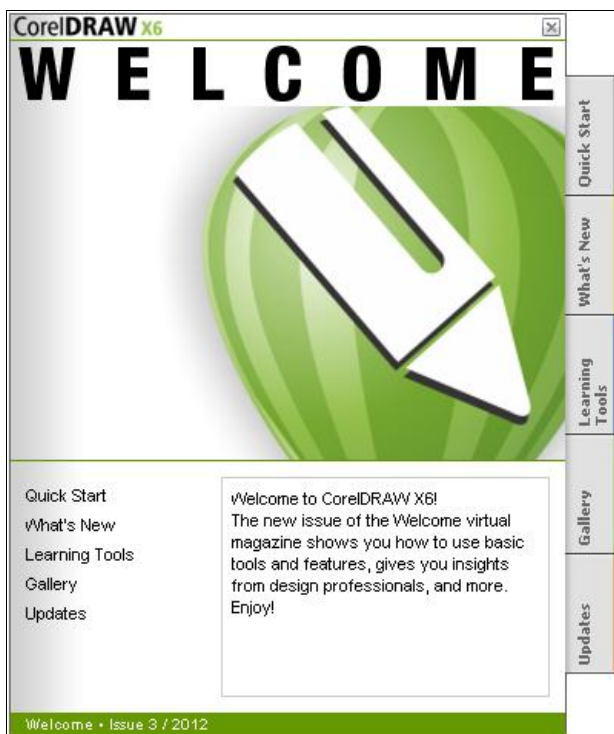 CorelDRAW X6
WELCOME
Quick Start
What's New
Learning
Tools
Gallery
Updates
Quick Start
What's New
Learning Tools
Gallery
Updates
Welcome to CorelDRAW X6!
The new issue of the Welcome virtual
magazine shows you how to use basic
tools and features, gives you insights
from design professionals, and more.
Enjoy!
Welcome • Issue 3 / 2012